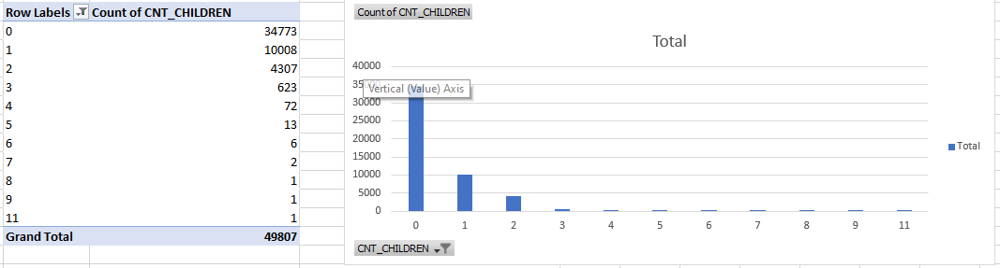 Row Labels Count of CNT_CHILDREN
0 34773
1 10008
2 4307
3 623
4 72
5 13
6 6
7 2
8 1
9 1
11 1
Grand Total 49807
Count of CNT_CHILDREN
Total
40000
35000
Vertical (Value) Axis
30000
25000
20000
15000
10000
5000
0
0 1 2 3 4 5 6 7 8 9 11
Total
CNT_CHILDREN